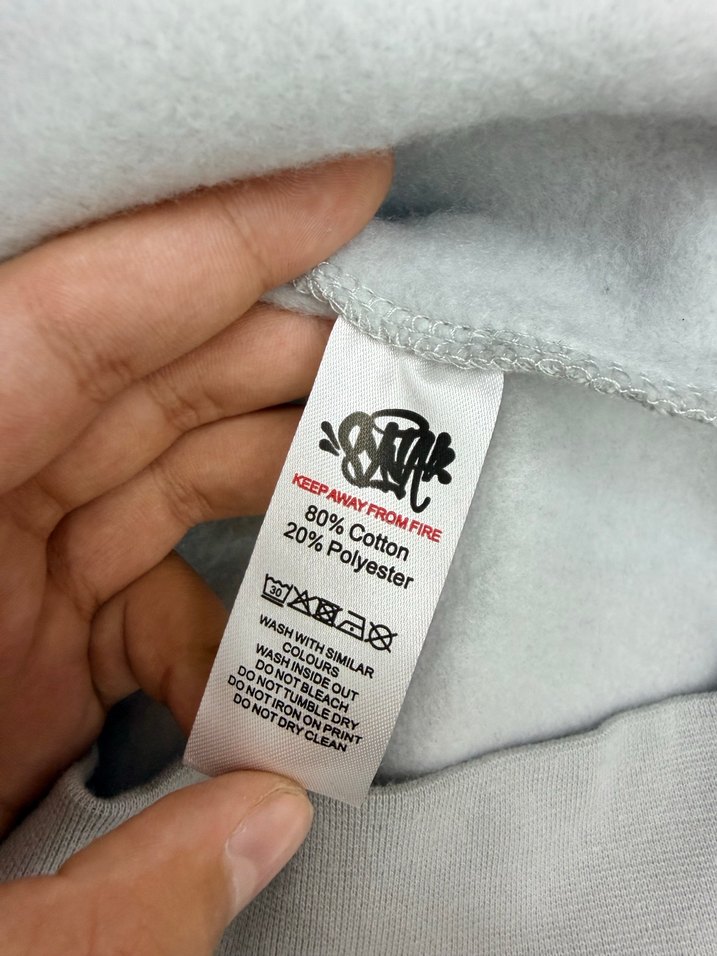 KEEP AWAY FROM FIRE
80% Cotton
20% Polyester
30
WASH WITH SIMILAR
COLOURS
WASH INSIDE OUT
DO NOT BLEACH
DO NOT TUMBLE DRY
DO NOT IRON ON PRINT
DO NOT DRY CLEAN